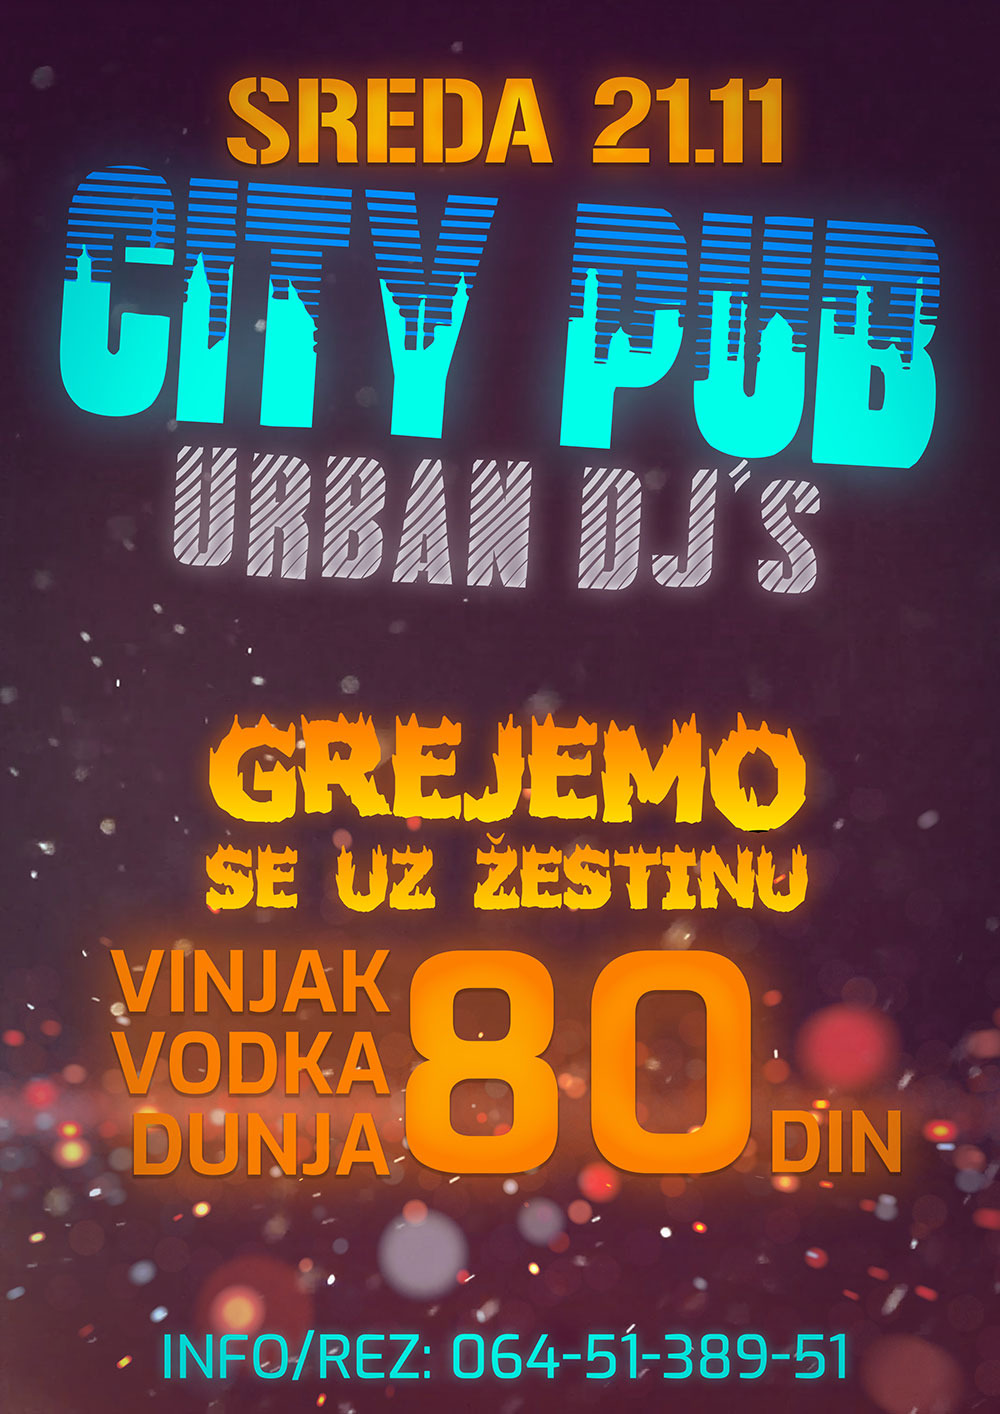 SREDA 21.11
CITY PUB
URBAN DJ'S
GREJEMO
SE UZ ŽESTINU
VINJAK
VODKA
DUNJA
80 DIN
INFO/REZ: 064-51-389-51